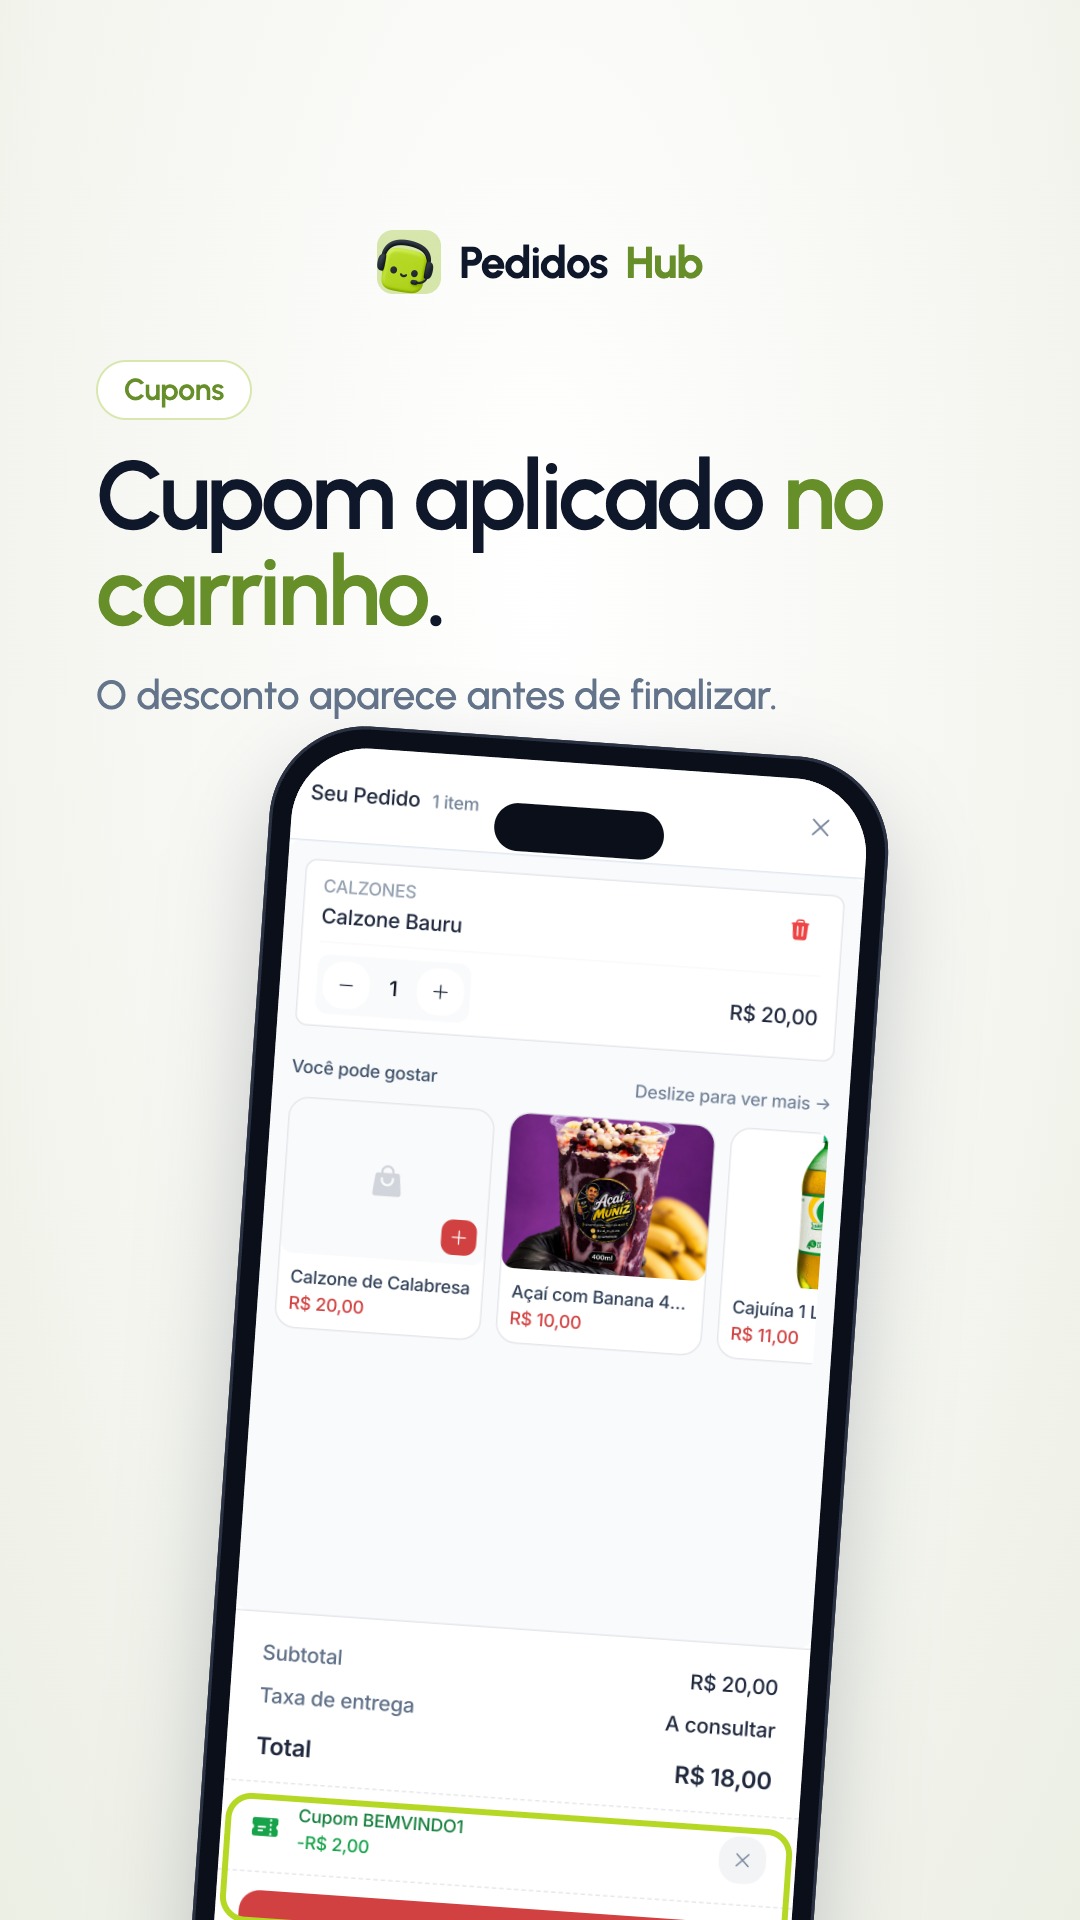 Pedidos Hub
Cupons
Cupom aplicado no
carrinho.
O desconto aparece antes de finalizar.
Seu Pedido 1 item
CALZONES
Calzone Bauru
1
R$ 20,00
Você pode gostar
Deslize para ver mais →
Açaí
MUNIZ
400ml
Calzone de Calabresa
R$ 20,00
Açaí com Banana 4...
R$ 10,00
Cajuína 1 L
R$ 11,00
Subtotal
R$ 20,00
Taxa de entrega
A consultar
Total
R$ 18,00
Cupom BEMVINDO1
-R$ 2,00